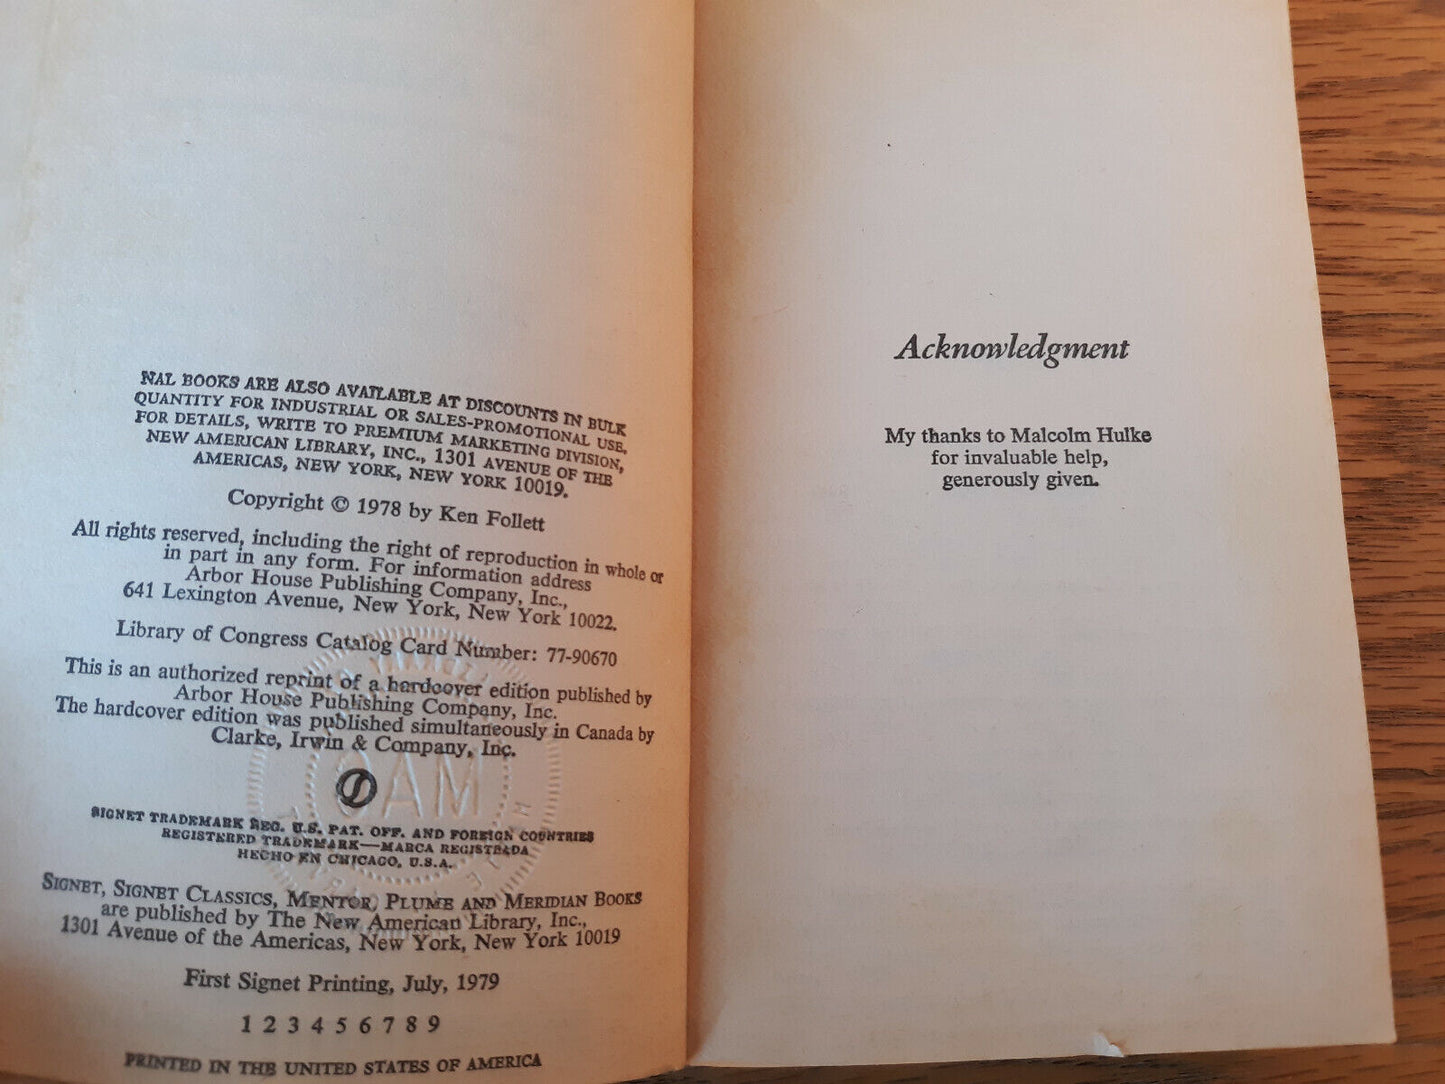 NAL BOOKS ARE ALSO AVAILABLE AT DISCOUNTS IN BULK
QUANTITY FOR INDUSTRIAL OR SALES-PROMOTIONAL USE.
FOR DETAILS, WRITE TO PREMIUM MARKETING DIVISION,
NEW AMERICAN LIBRARY, INC., 1301 AVENUE OF THE
AMERICAS, NEW YORK, NEW YORK 10019.
Copyright © 1978 by Ken Follett
All rights reserved, including the right of reproduction in whole or
in part in any form. For information address
Arbor House Publishing Company, Inc.,
641 Lexington Avenue, New York, New York 10022.
Library of Congress Catalog Card Number: 77-90670
This is an authorized reprint of a hardcover edition published by
Arbor House Publishing Company, Inc.
The hardcover edition was published simultaneously in Canada by
Clarke, Irwin & Company, Inc.
MAO
SIGNET TRADEMARK REG. U.S. PAT. OFF. AND FOREIGN COUNTRIES
REGISTERED TRADEMARK—MARCA REGISTRADA
HECHO EN CHICAGO, U.S.A.
SIGNET, SIGNET CLASSICS, MENTOR, PLUME AND MERIDIAN BOOKS
are published by The New American Library, Inc.,
1301 Avenue of the Americas, New York, New York 10019
First Signet Printing, July, 1979
1 2 3 4 5 6 7 8 9
PRINTED IN THE UNITED STATES OF AMERICA
Acknowledgment
My thanks to Malcolm Hulke
for invaluable help,
generously given.